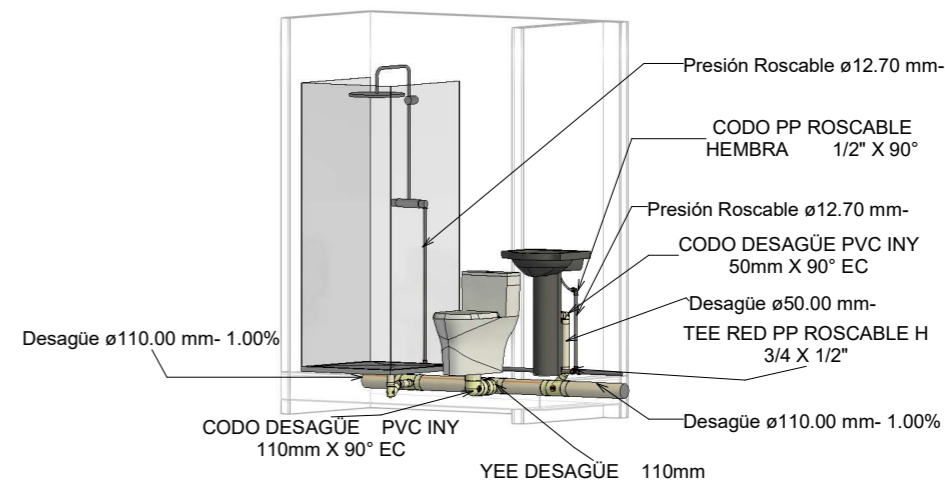 Presión Roscable ø12.70 mm-
CODO PP ROSCABLE
HEMBRA 1/2" X 90°
Presión Roscable ø12.70 mm-
CODO DESAGÜE PVC INY
50mm X 90° EC
Desagüe ø50.00 mm-
TEE RED PP ROSCABLE H
3/4 X 1/2"
Desagüe ø110.00 mm- 1.00%
Desagüe ø110.00 mm- 1.00%
CODO DESAGÜE PVC INY
110mm X 90° EC
YEE DESAGÜE 110mm